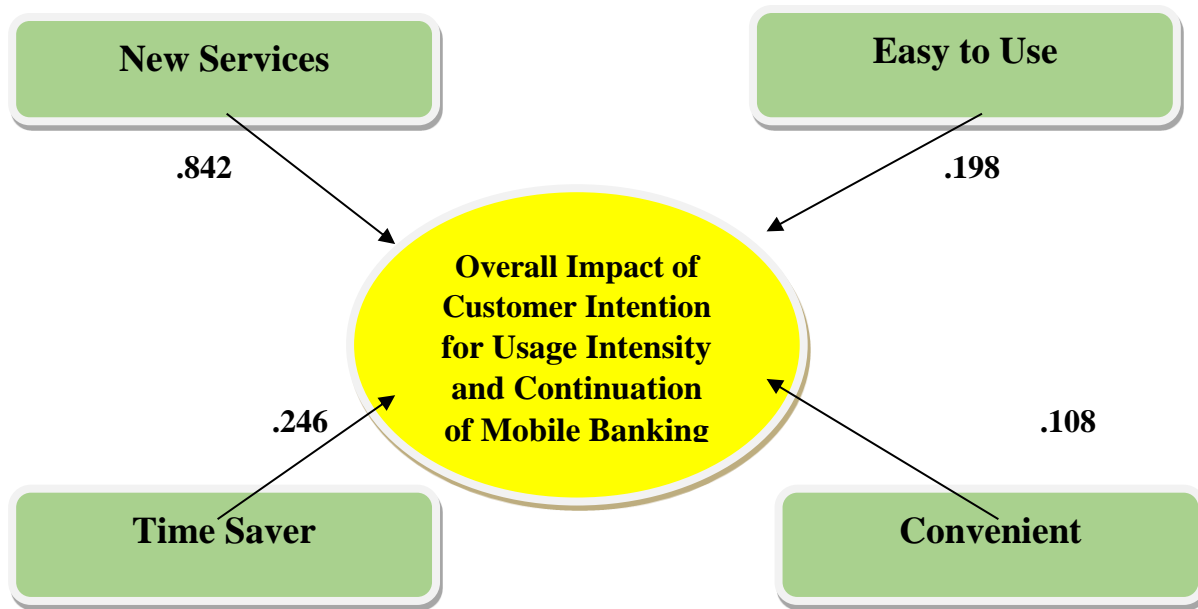 New Services
Easy to Use
.842
.198
Overall Impact of
Customer Intention
for Usage Intensity
and Continuation
of Mobile Banking
.246
.108
Time Saver
Convenient